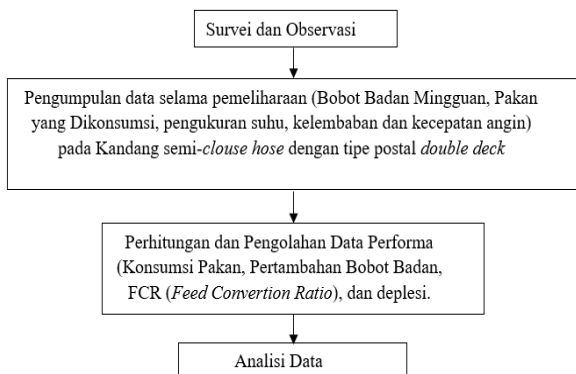 Survei dan Observasi
Pengumpulan data selama pemeliharaan (Bobot Badan Mingguan, Pakan
yang Dikonsumsi, pengukuran suhu, kelembaban dan kecepatan angin)
pada Kandang semi-clouse hose dengan tipe postal double deck
Perhitungan dan Pengolahan Data Performa
(Konsumsi Pakan, Pertambahan Bobot Badan,
FCR (Feed Convertion Ratio), dan deplesi.
Analisi Data